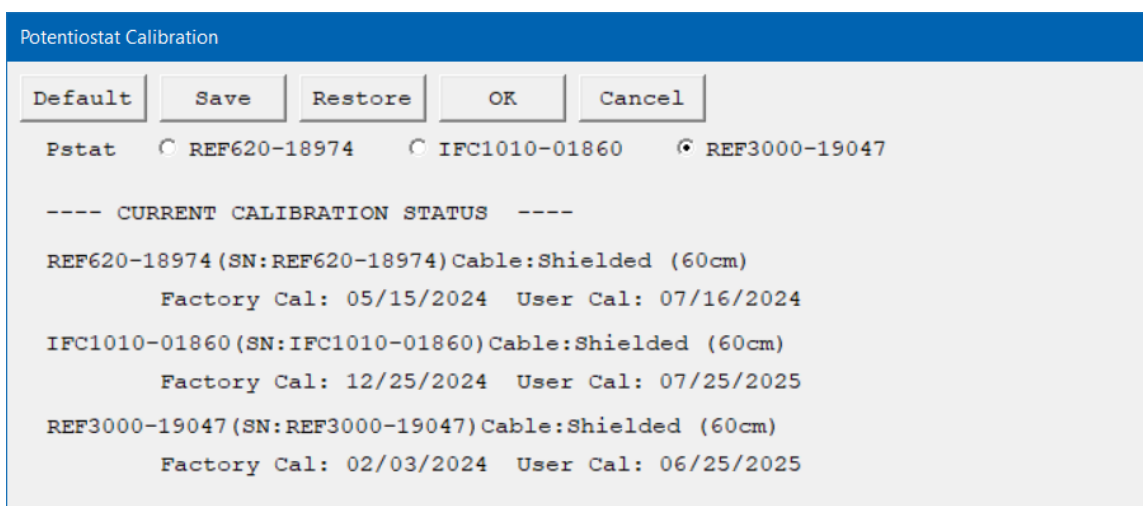 Potentiostat Calibration
Default Save Restore OK Cancel
Pstat REF620-18974 IFC1010-01860 REF3000-19047
---- CURRENT CALIBRATION STATUS ----
REF620-18974(SN:REF620-18974)Cable:Shielded (60cm)
Factory Cal: 05/15/2024 User Cal: 07/16/2024
IFC1010-01860(SN:IFC1010-01860)Cable:Shielded (60cm)
Factory Cal: 12/25/2024 User Cal: 07/25/2025
REF3000-19047(SN:REF3000-19047)Cable:Shielded (60cm)
Factory Cal: 02/03/2024 User Cal: 06/25/2025